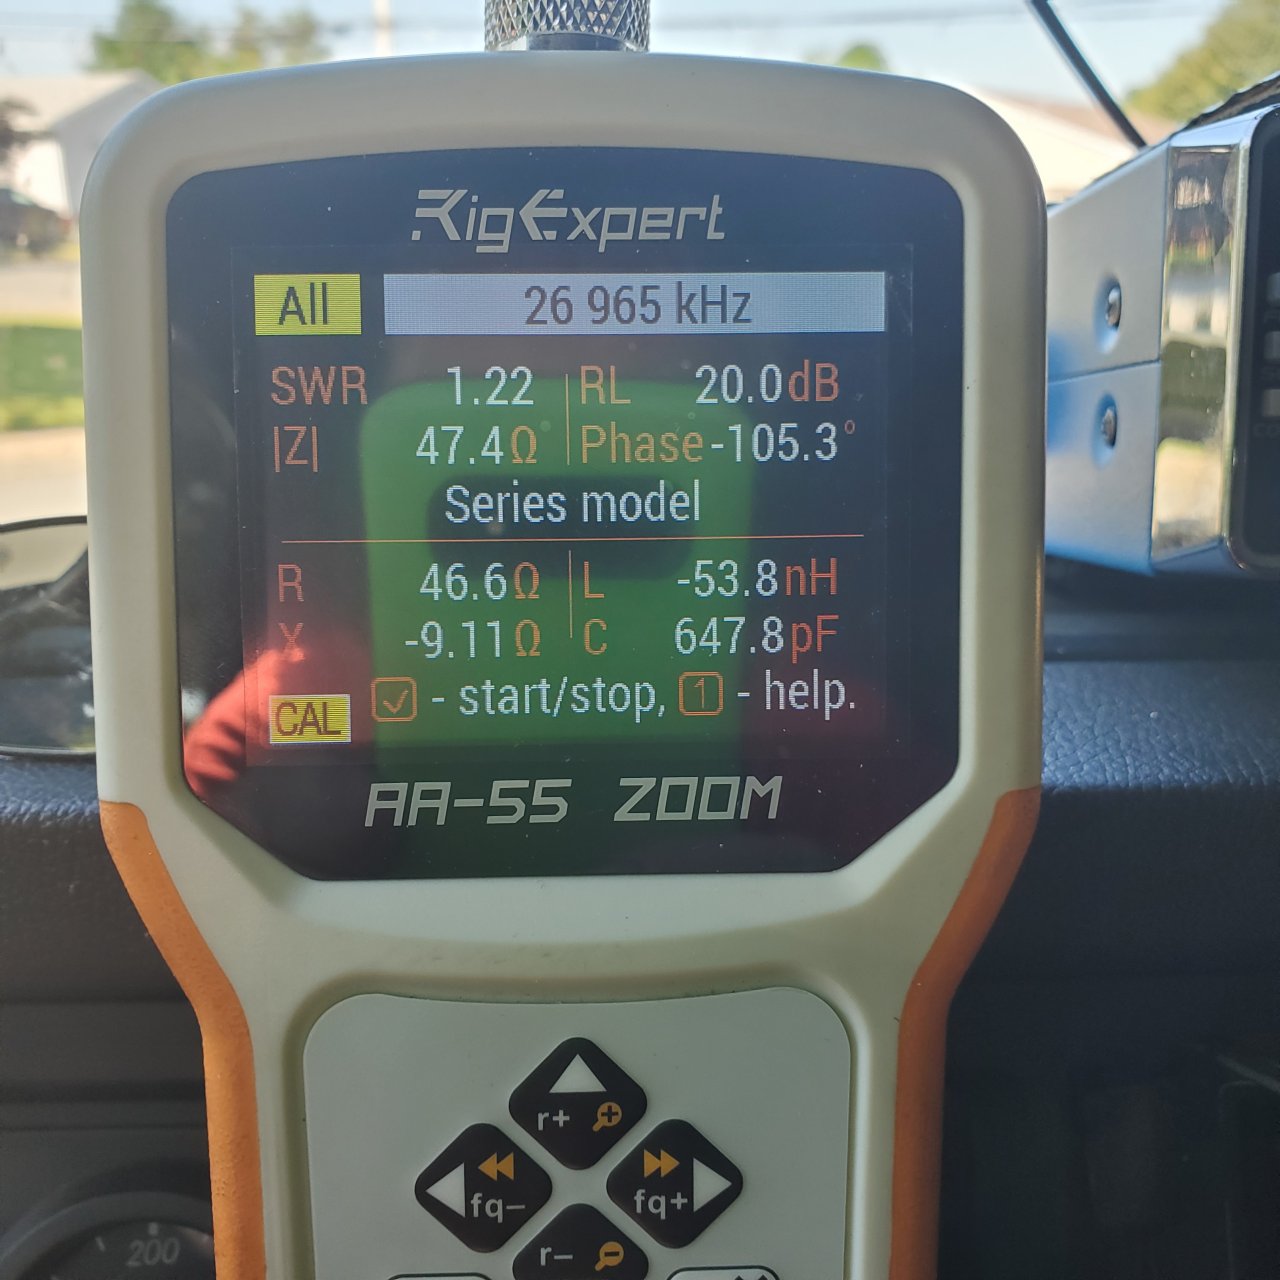 RigExpert
All 26 965 kHz
SWR 1.22 RL 20.0dB
|Z| 47.4Ω Phase-105.3°
Series model
R 46.6Ω L -53.8nH
X -9.11Ω C 647.8pF
CAL ✓ - start/stop, 1 - help.
AA-55 ZOOM
r+
fq- fq+
r-
200